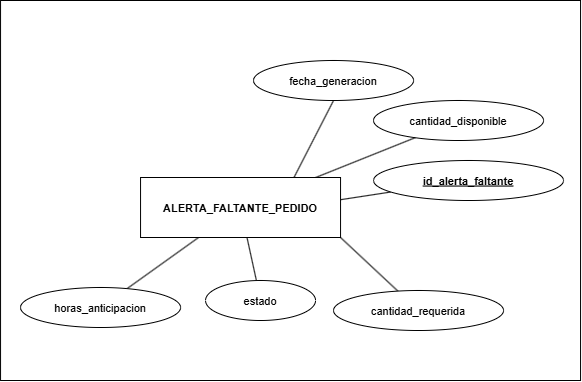 fecha_generacion
cantidad_disponible
id_alerta_faltante
ALERTA_FALTANTE_PEDIDO
horas_anticipacion
estado
cantidad_requerida